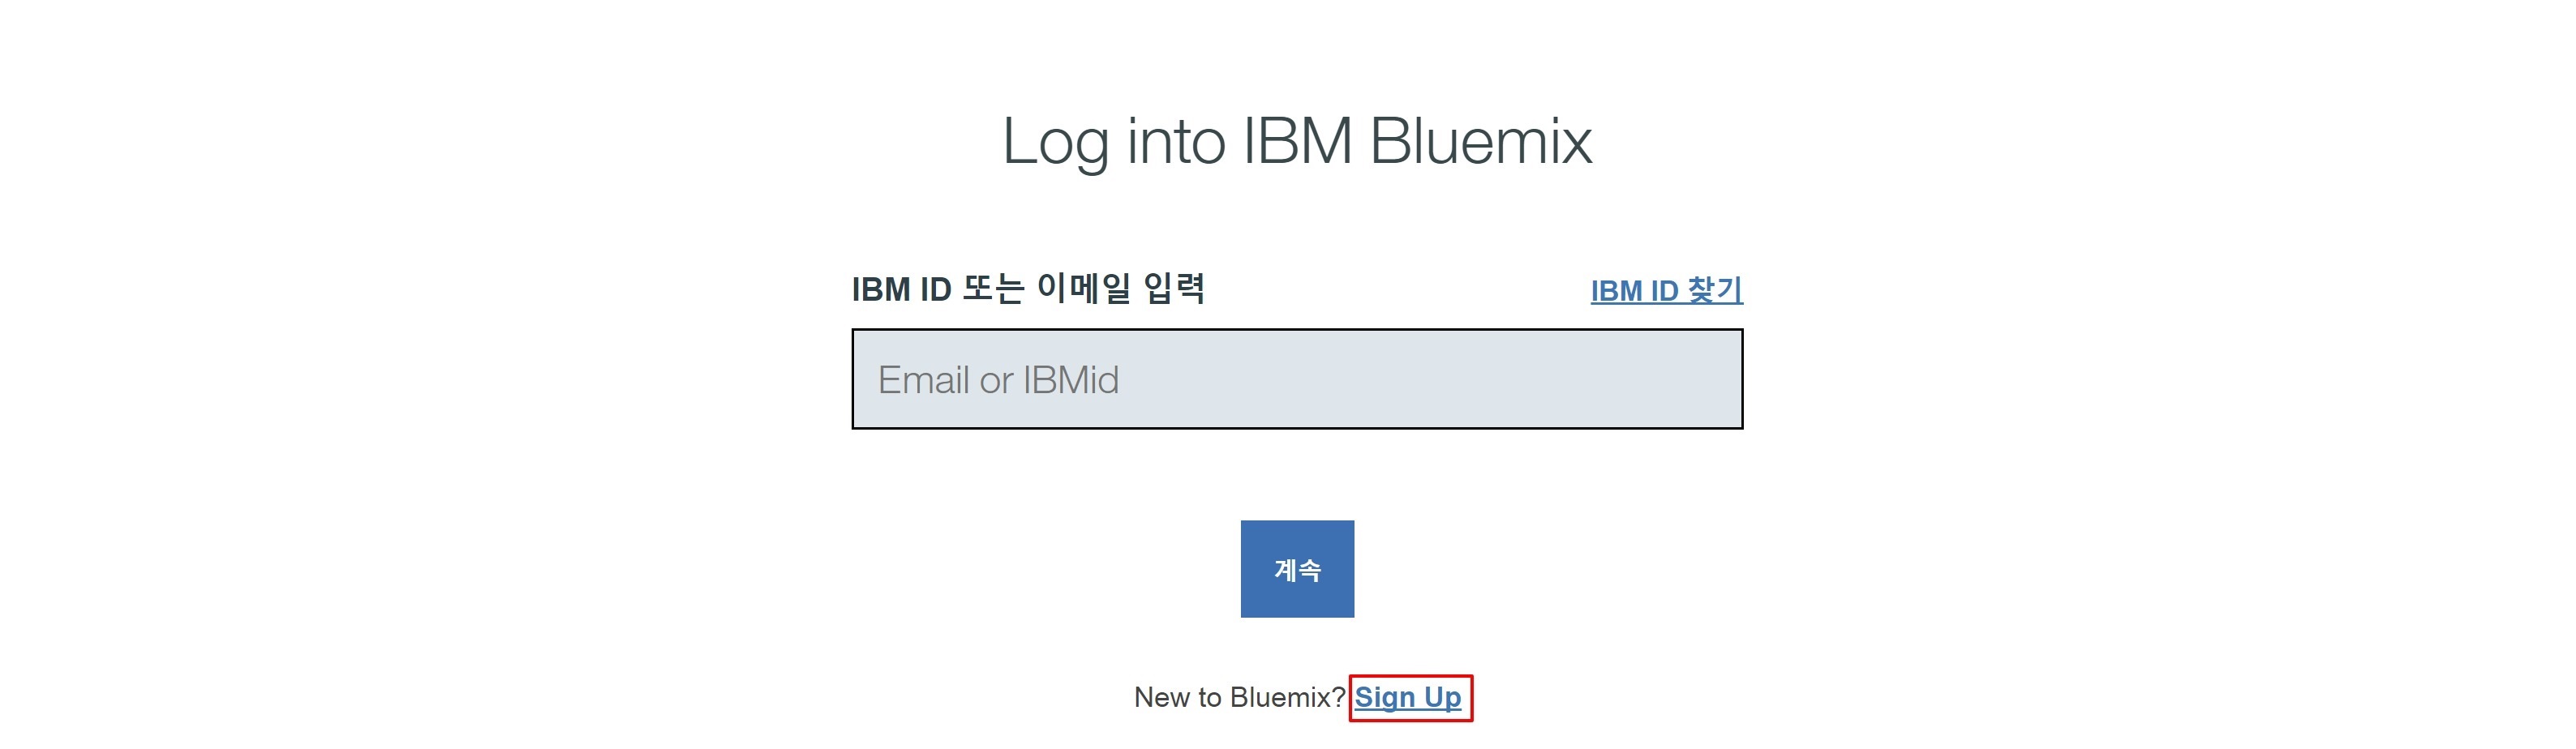 Log into IBM Bluemix
IBM ID 또는 이메일 입력 IBM ID 찾기
Email or IBMid
계속
New to Bluemix? Sign Up